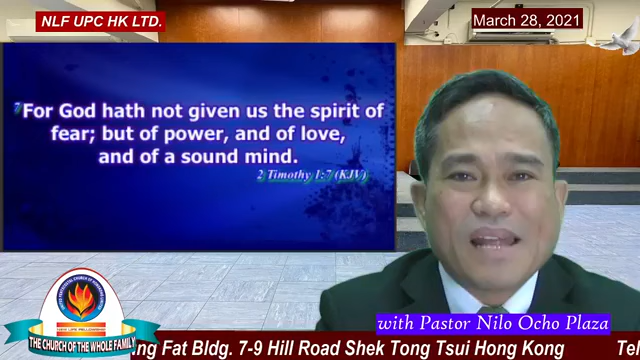 NLF UPC HK LTD.
March 28, 2021
7For God hath not given us the spirit of
fear; but of power, and of love,
and of a sound mind.
2 Timothy 1:7 (KJV)
with Pastor Nilo Ocho Plaza
THE CHURCH OF THE WHOLE FAMILY
ng Fat Bldg. 7-9 Hill Road Shek Tong Tsui Hong Kong Tel